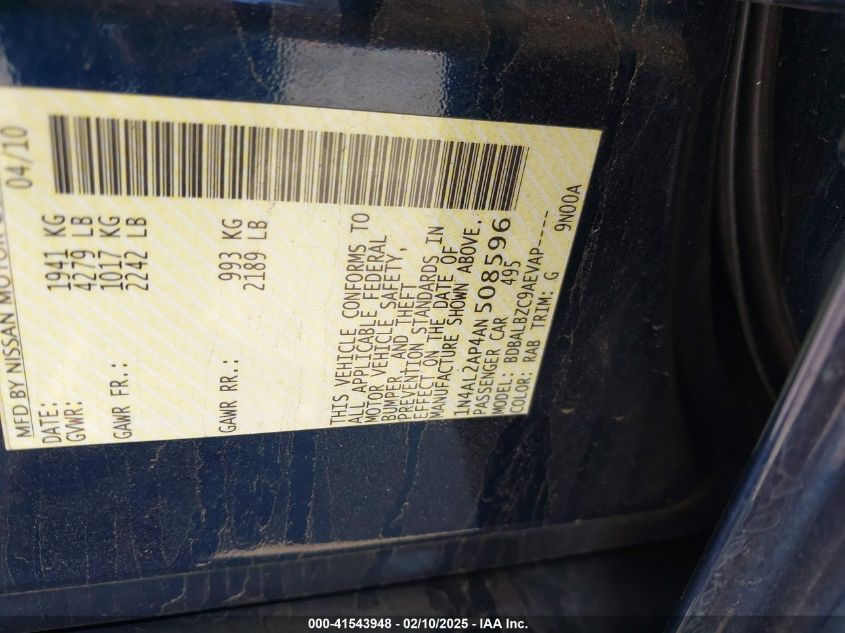 MFD BY NISSAN MOTOR
DATE: 04/10
GVWR: 1941 KG
4279 LB
GAWR FR.: 1017 KG
2242 LB
GAWR RR.: 993 KG
2189 LB
THIS VEHICLE CONFORMS TO
ALL APPLICABLE FEDERAL
MOTOR VEHICLE SAFETY,
BUMPER, AND THEFT
PREVENTION STANDARDS IN
EFFECT ON THE DATE OF
MANUFACTURE SHOWN ABOVE.
1N4AL2AP4AN508596
PASSENGER CAR 495
MODEL: BDBALBZC9AEVAP-----
COLOR: RAB TRIM: G 9N00A
000-41543948 - 02/10/2025 - IAA Inc.